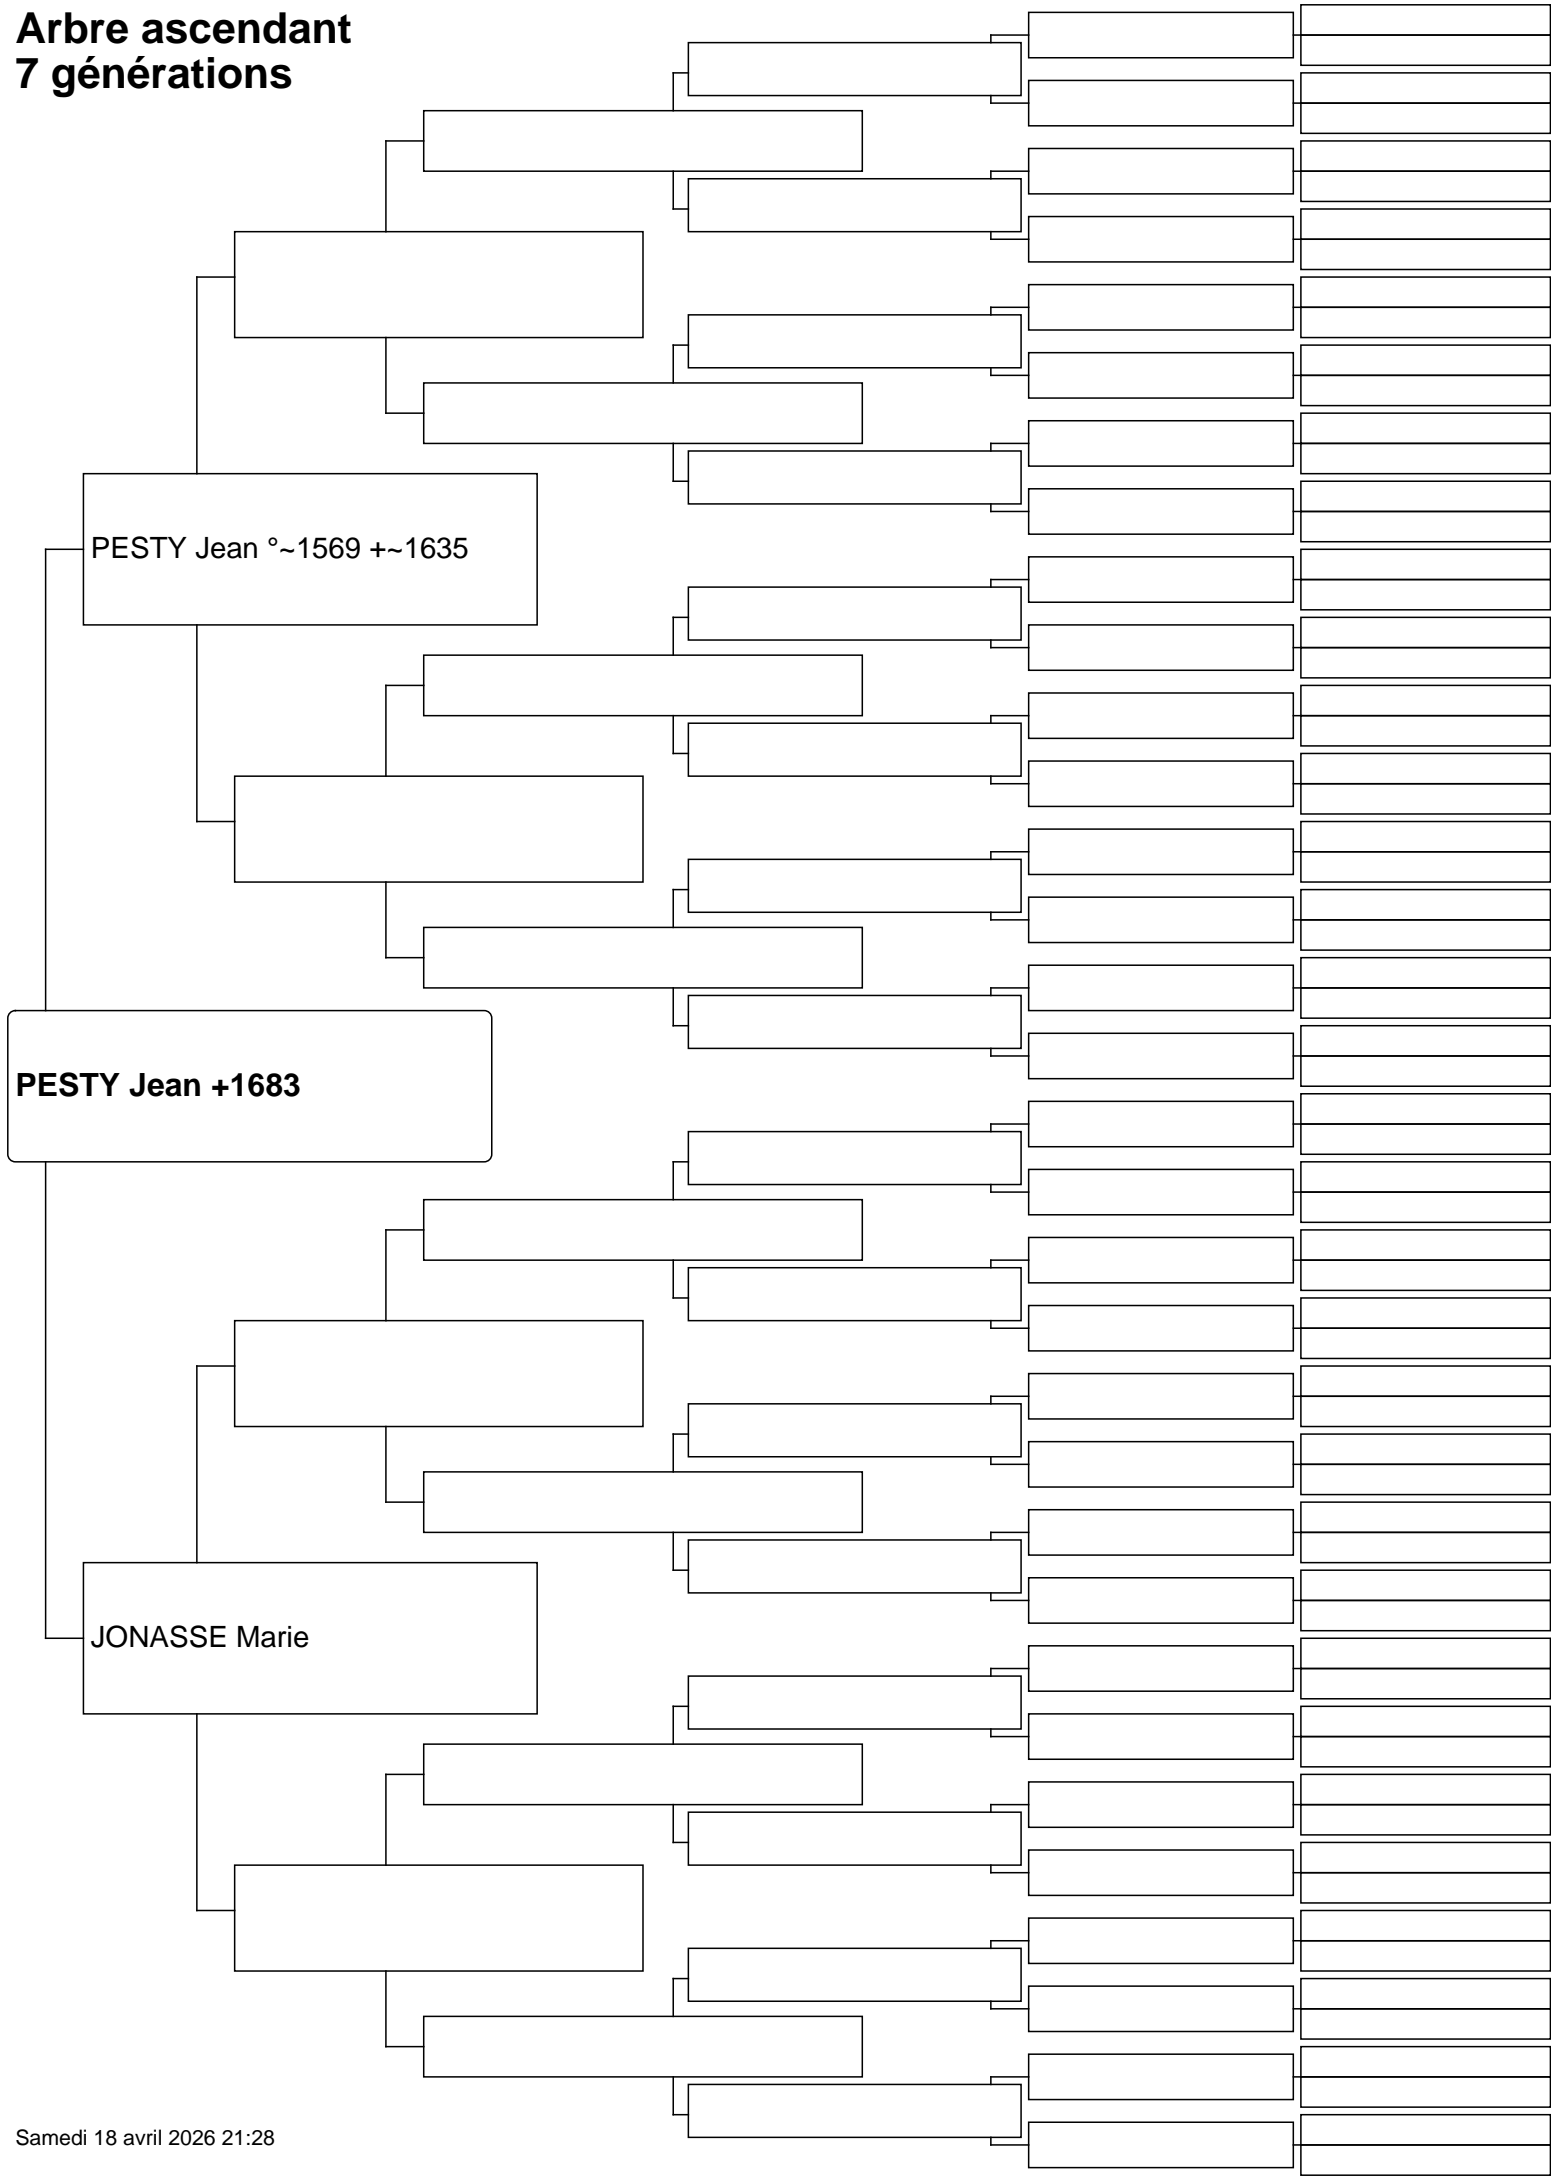 Arbre ascendant
7 générations
PESTY Jean °~1569 +~1635
PESTY Jean +1683
JONASSE Marie
Samedi 18 avril 2026 21:28